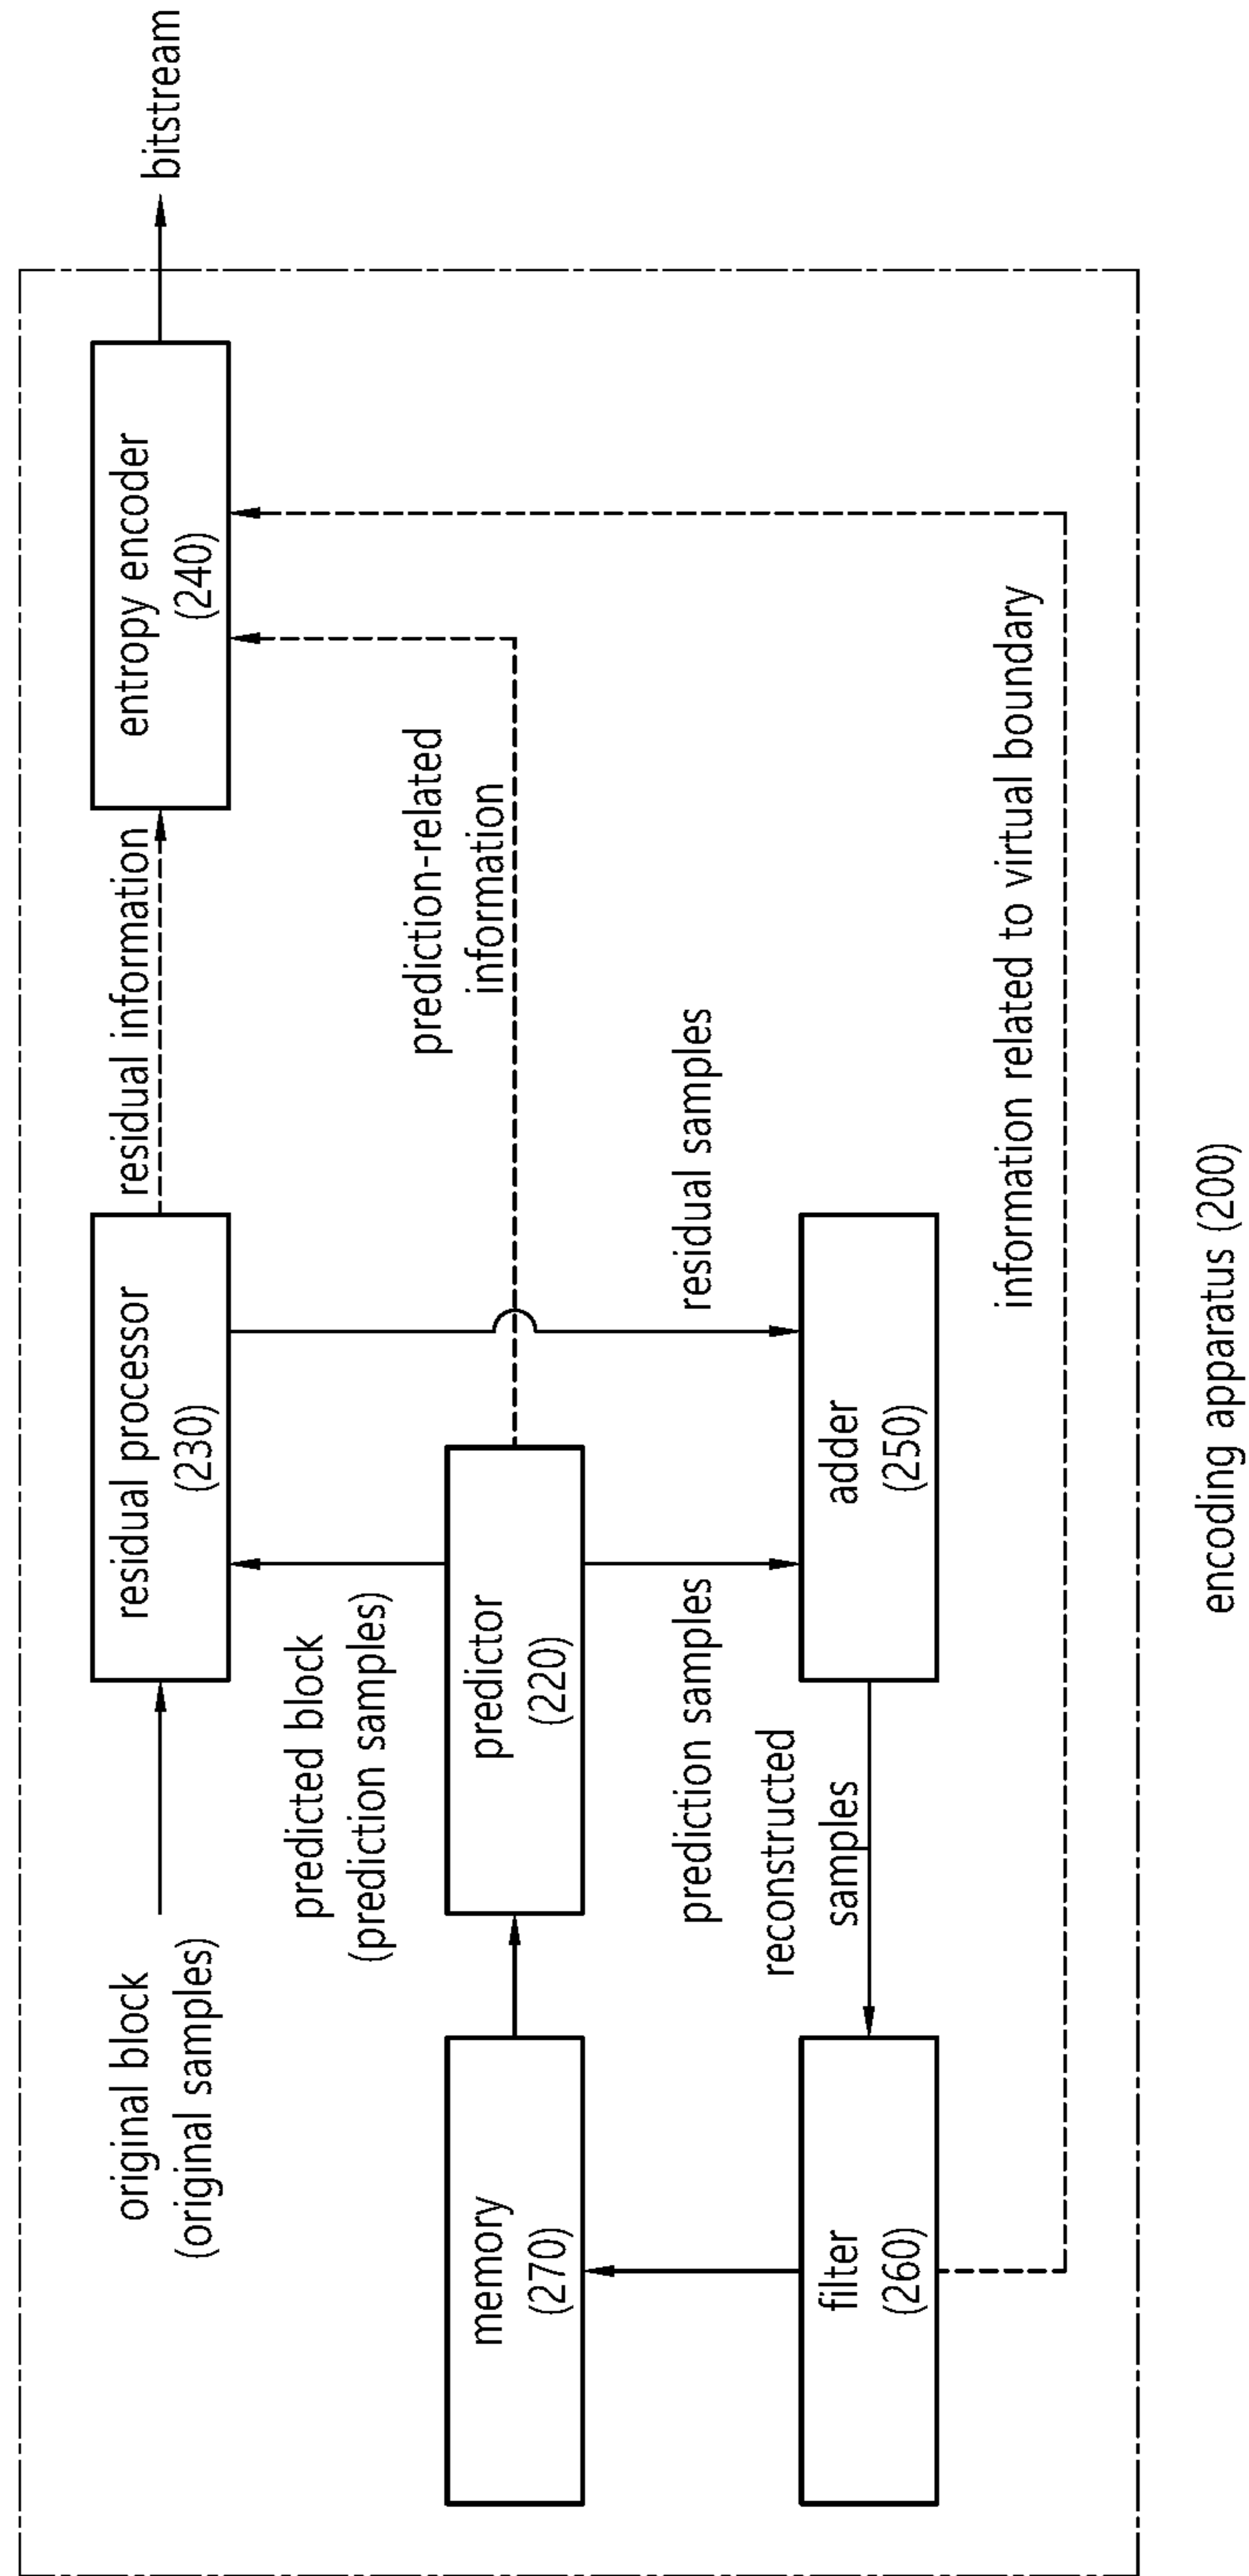 original block
(original samples)
residual processor
(230)
residual information
entropy encoder
(240)
bitstream
predicted block
(prediction samples)
prediction-related
information
memory
(270)
predictor
(220)
prediction samples
residual samples
reconstructed
samples
filter
(260)
adder
(250)
information related to virtual boundary
encoding apparatus (200)